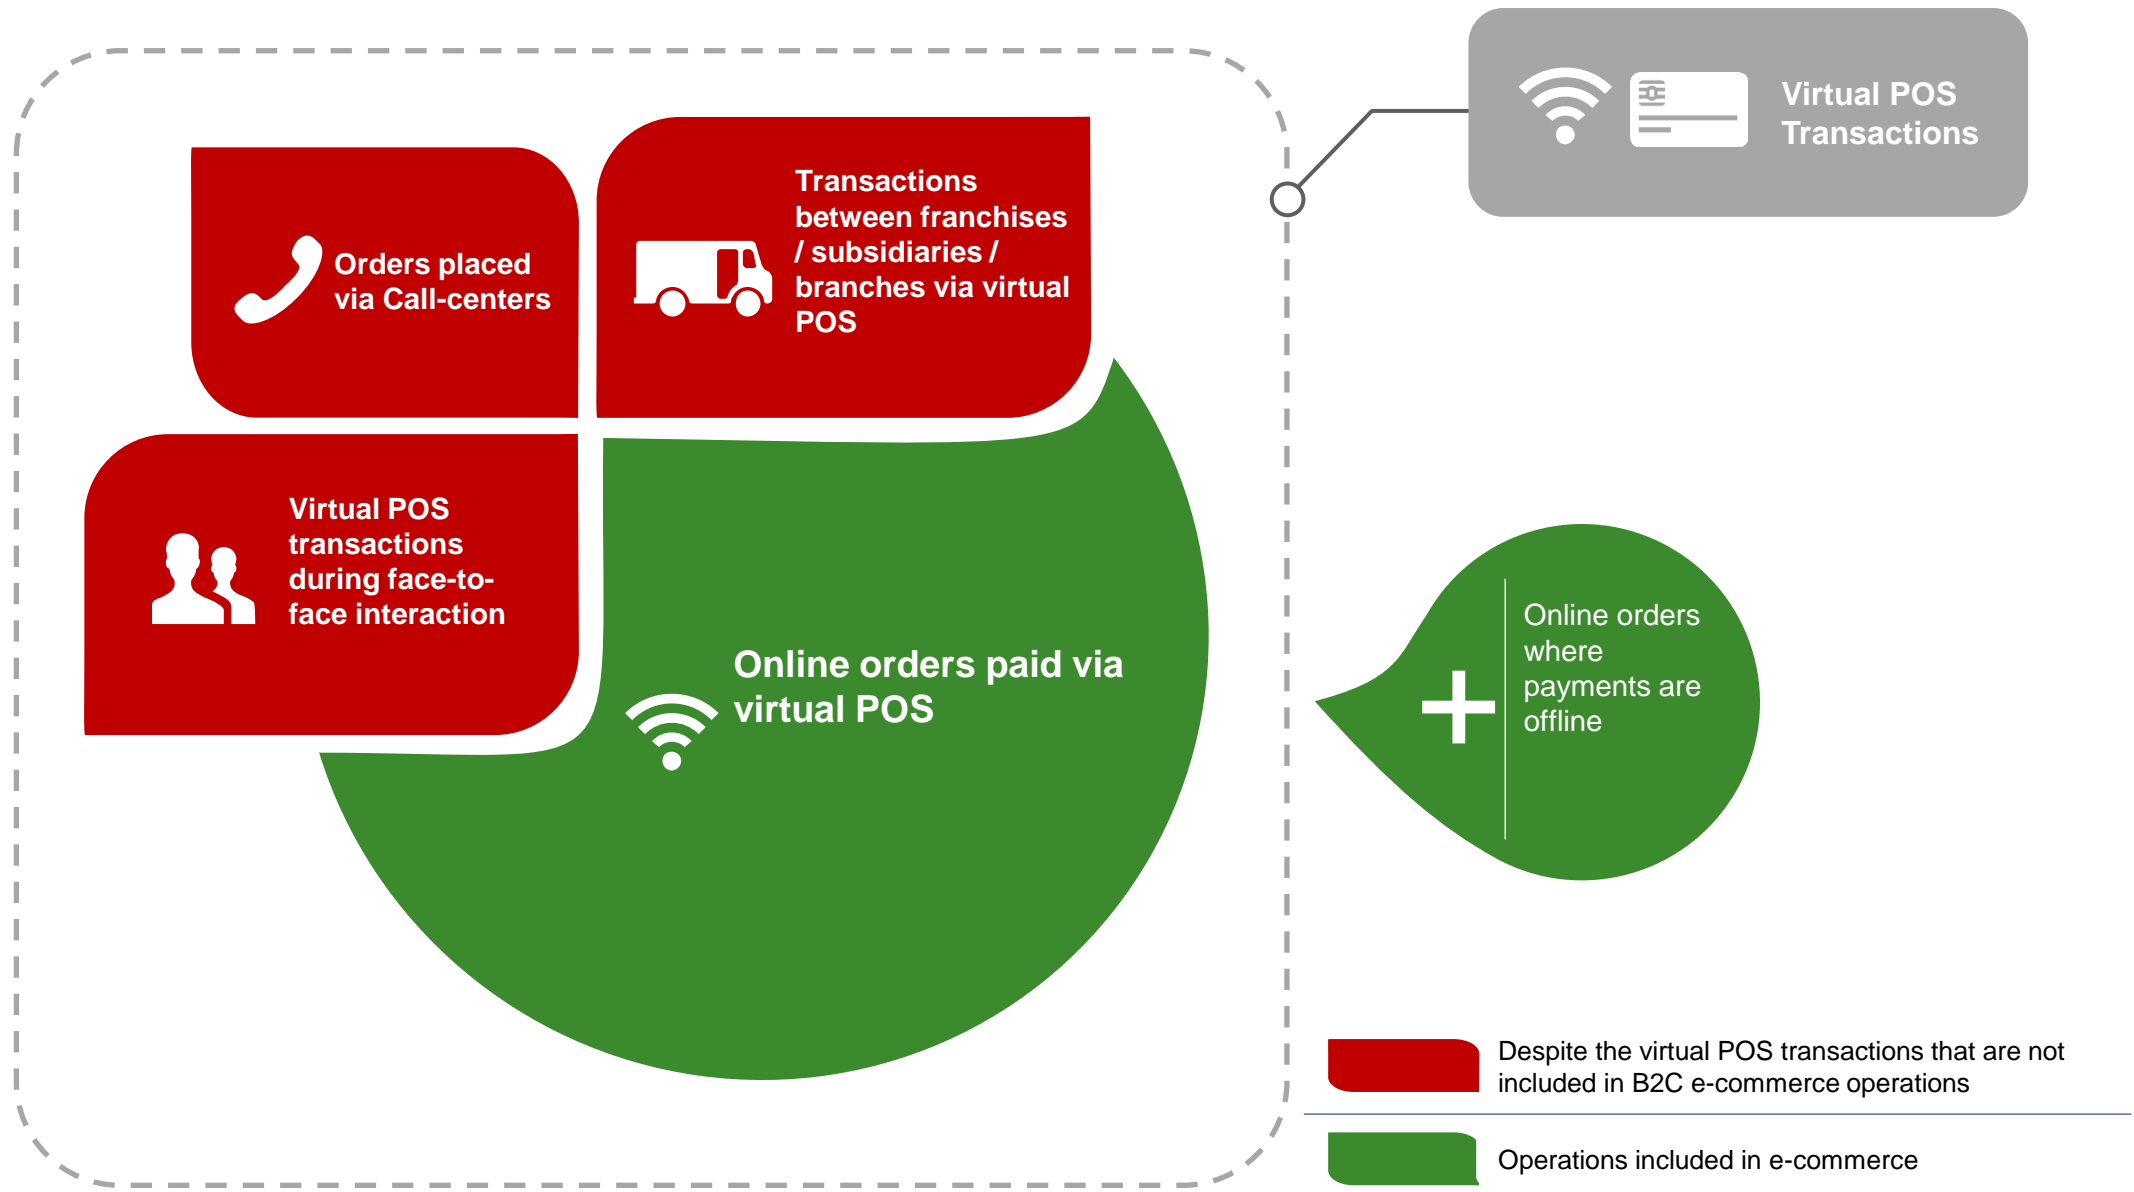 Virtual POS
Transactions
Transactions
between franchises
/ subsidiaries /
branches via virtual
POS
Orders placed
via Call-centers
Virtual POS
transactions
during face-to-
face interaction
Online orders paid via
virtual POS
Online orders
where
payments are
offline
Despite the virtual POS transactions that are not
included in B2C e-commerce operations
Operations included in e-commerce